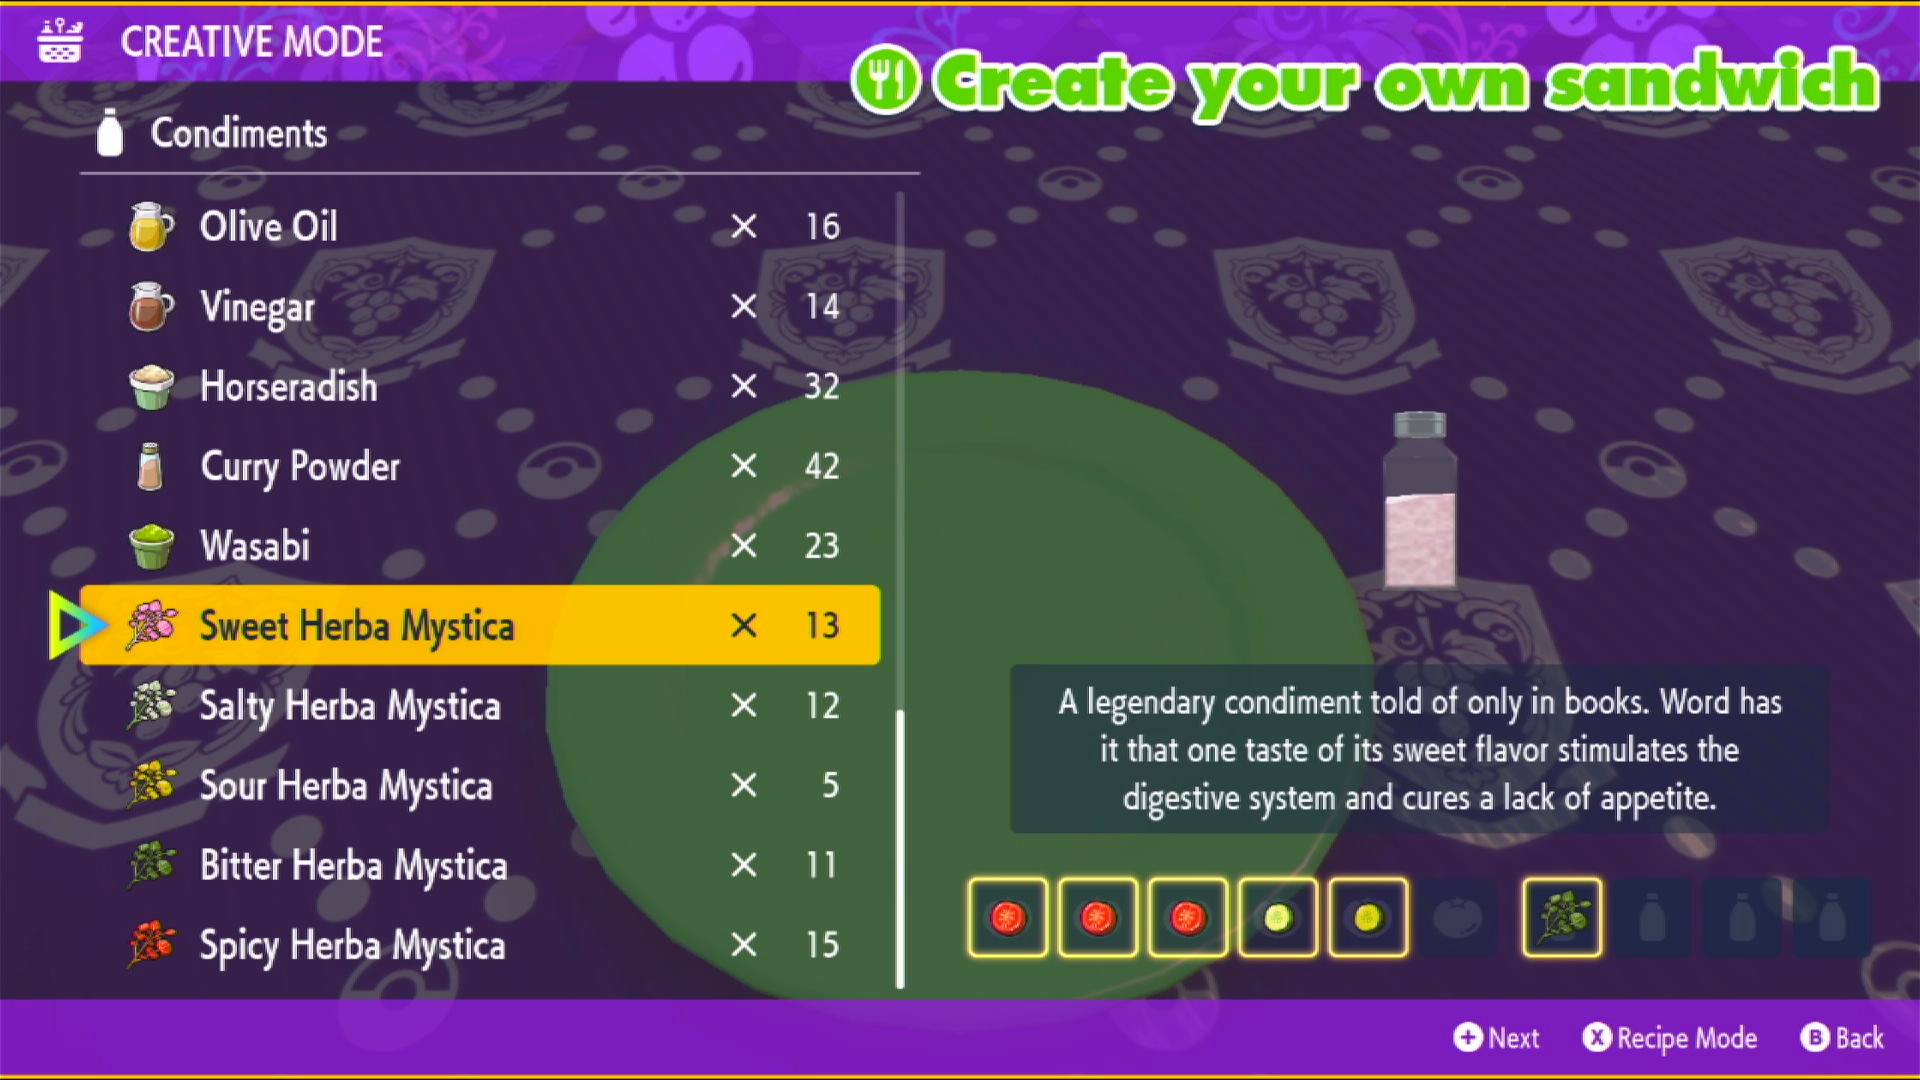 CREATIVE MODE
Create your own sandwich
Condiments
Olive Oil × 16
Vinegar × 14
Horseradish × 32
Curry Powder × 42
Wasabi × 23
Sweet Herba Mystica × 13
Salty Herba Mystica × 12
Sour Herba Mystica × 5
Bitter Herba Mystica × 11
Spicy Herba Mystica × 15
A legendary condiment told of only in books. Word has
it that one taste of its sweet flavor stimulates the
digestive system and cures a lack of appetite.
+ Next X Recipe Mode B Back